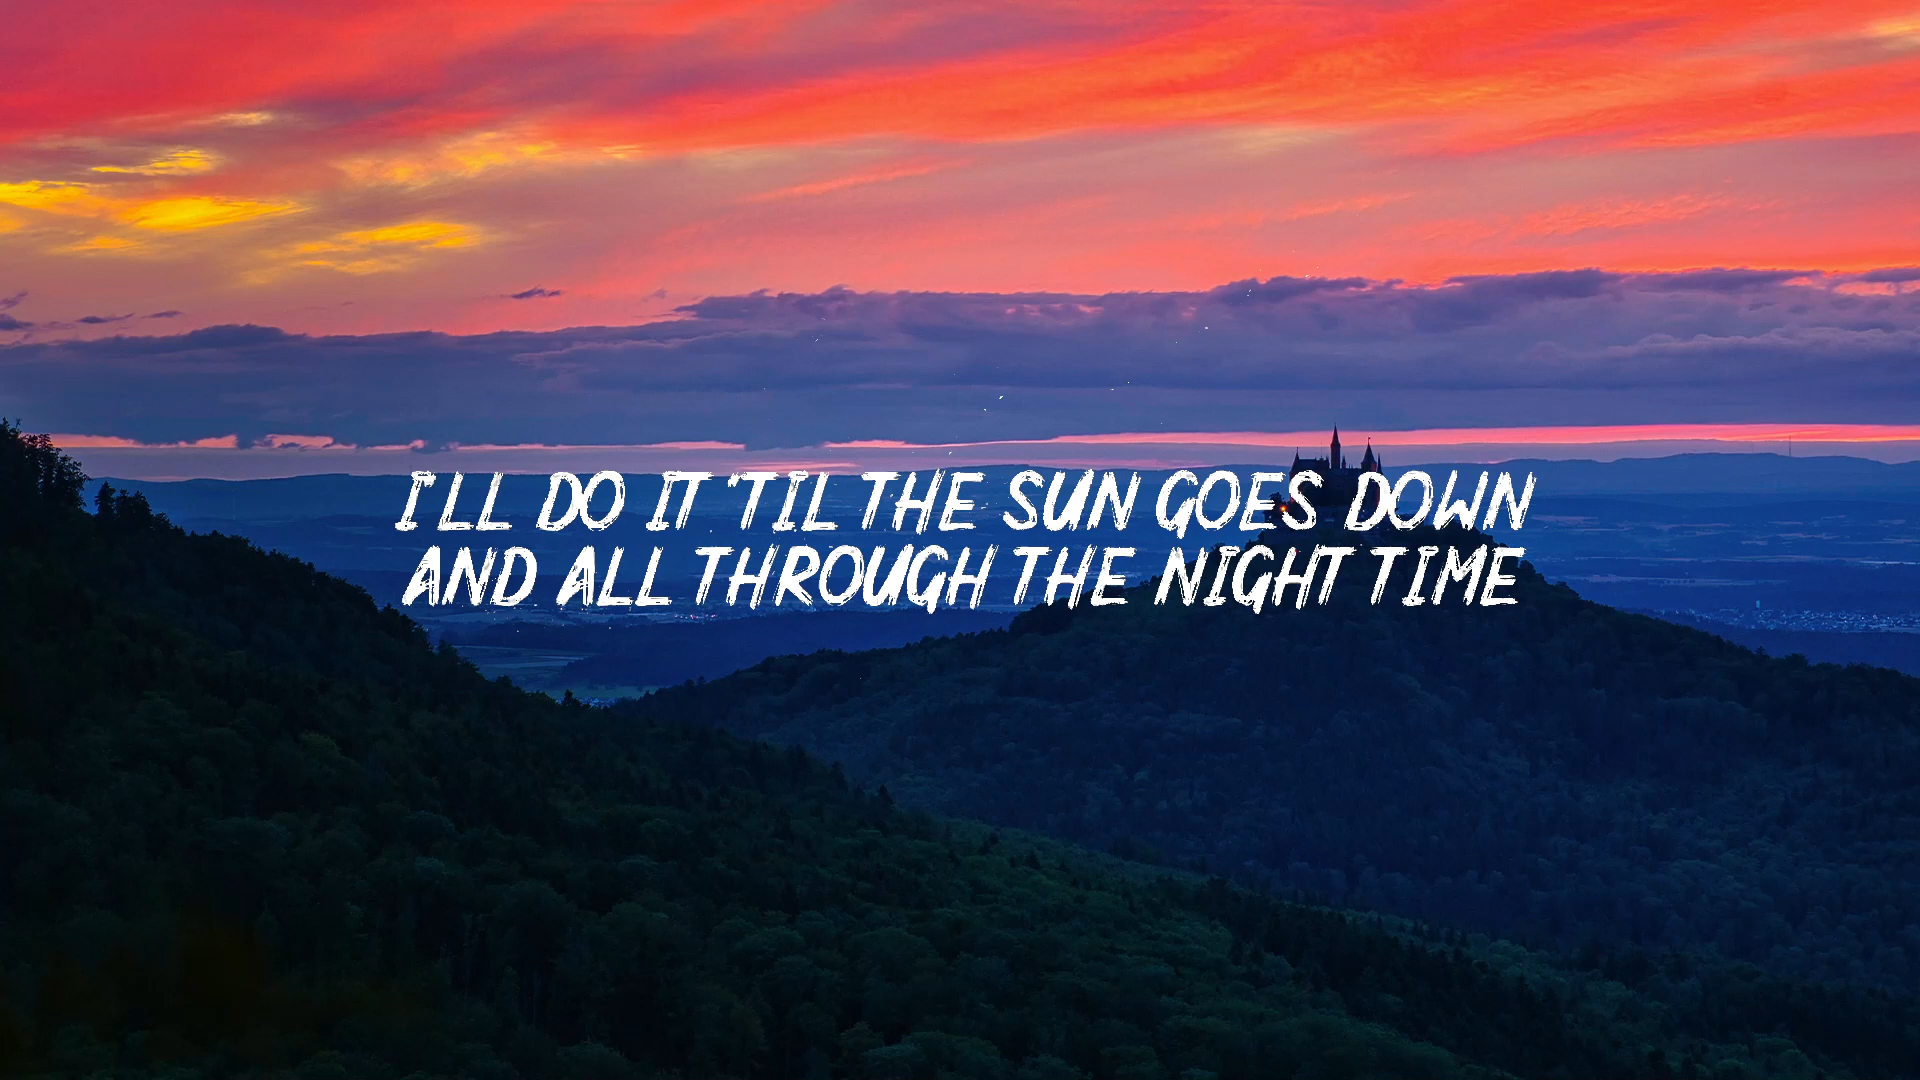 I'LL DO IT 'TIL THE SUN GOES DOWN
AND ALL THROUGH THE NIGHT TIME